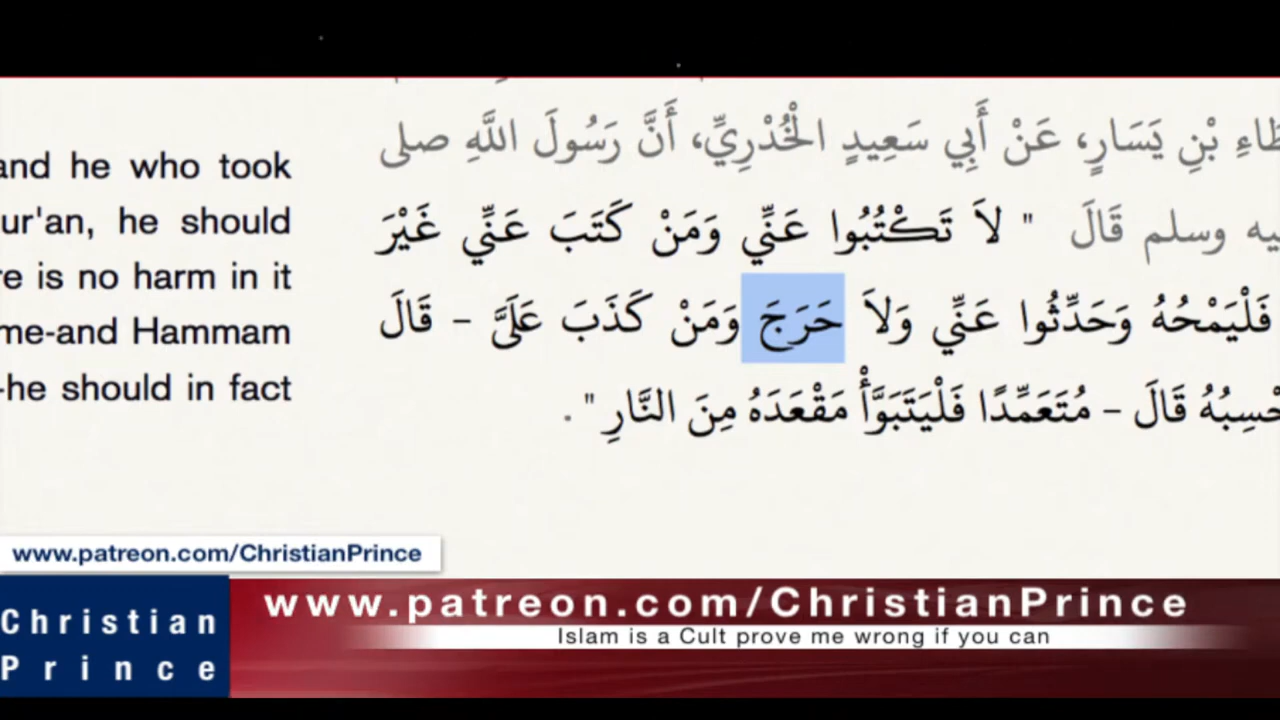 and he who took
ur'an, he should
re is no harm in it
me-and Hammam
-he should in fact
طَاءِ بْنِ يَسَارٍ، عَنْ أَبِي سَعِيدٍ الْخُدْرِيِّ، أَنَّ رَسُولَ اللَّهِ صلى
يه وسلم قَالَ " لاَ تَكْتُبُوا عَنِّي وَمَنْ كَتَبَ عَنِّي غَيْرَ
فَلْيَمْحُهُ وَحَدِّثُوا عَنِّي وَلاَ حَرَجَ وَمَنْ كَذَبَ عَلَىَّ – قَالَ
حْسِبُهُ قَالَ – مُتَعَمِّدًا فَلْيَتَبَوَّأْ مَقْعَدَهُ مِنَ النَّارِ " .
www.patreon.com/ChristianPrince
Christian
Prince
www.patreon.com/ChristianPrince
Islam is a Cult prove me wrong if you can